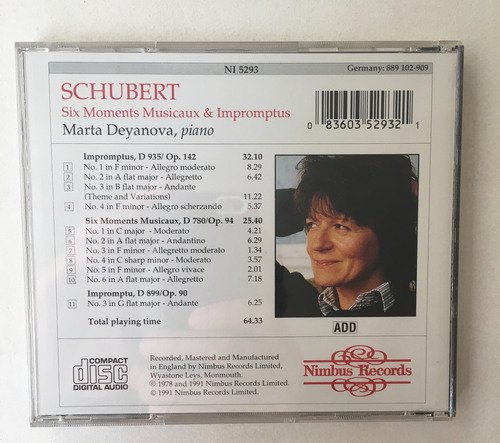 NI 5293
Germany: 889 102-909
SCHUBERT
Six Moments Musicaux & Impromptus
Marta Deyanova, piano
0 83603 52932 1
Impromptus, D 935/ Op. 142 32.10
1 No. 1 in F minor - Allegro moderato 8.29
2 No. 2 in A flat major - Allegretto 6.42
3 No. 3 in B flat major - Andante
(Theme and Variations) 11.22
4 No. 4 in F minor - Allegro scherzando 5.37
Six Moments Musicaux, D 780/Op. 94 25.40
5 No. 1 in C major - Moderato 4.21
6 No. 2 in A flat major - Andantino 6.29
7 No. 3 in F minor - Allegretto moderato 1.34
8 No. 4 in C sharp minor - Moderato 3.57
9 No. 5 in F minor - Allegro vivace 2.01
10 No. 6 in A flat major - Allegretto 7.18
Impromptu, D 899/Op. 90
11 No. 3 in G flat major - Andante 6.25
Total playing time 64.33
ADD
COMPACT
disc
DIGITAL AUDIO
Recorded, Mastered and Manufactured
in England by Nimbus Records Limited,
Wyastone Leys, Monmouth.
℗ 1978 and 1991 Nimbus Records Limited.
© 1991 Nimbus Records Limited.
Nimbus Records